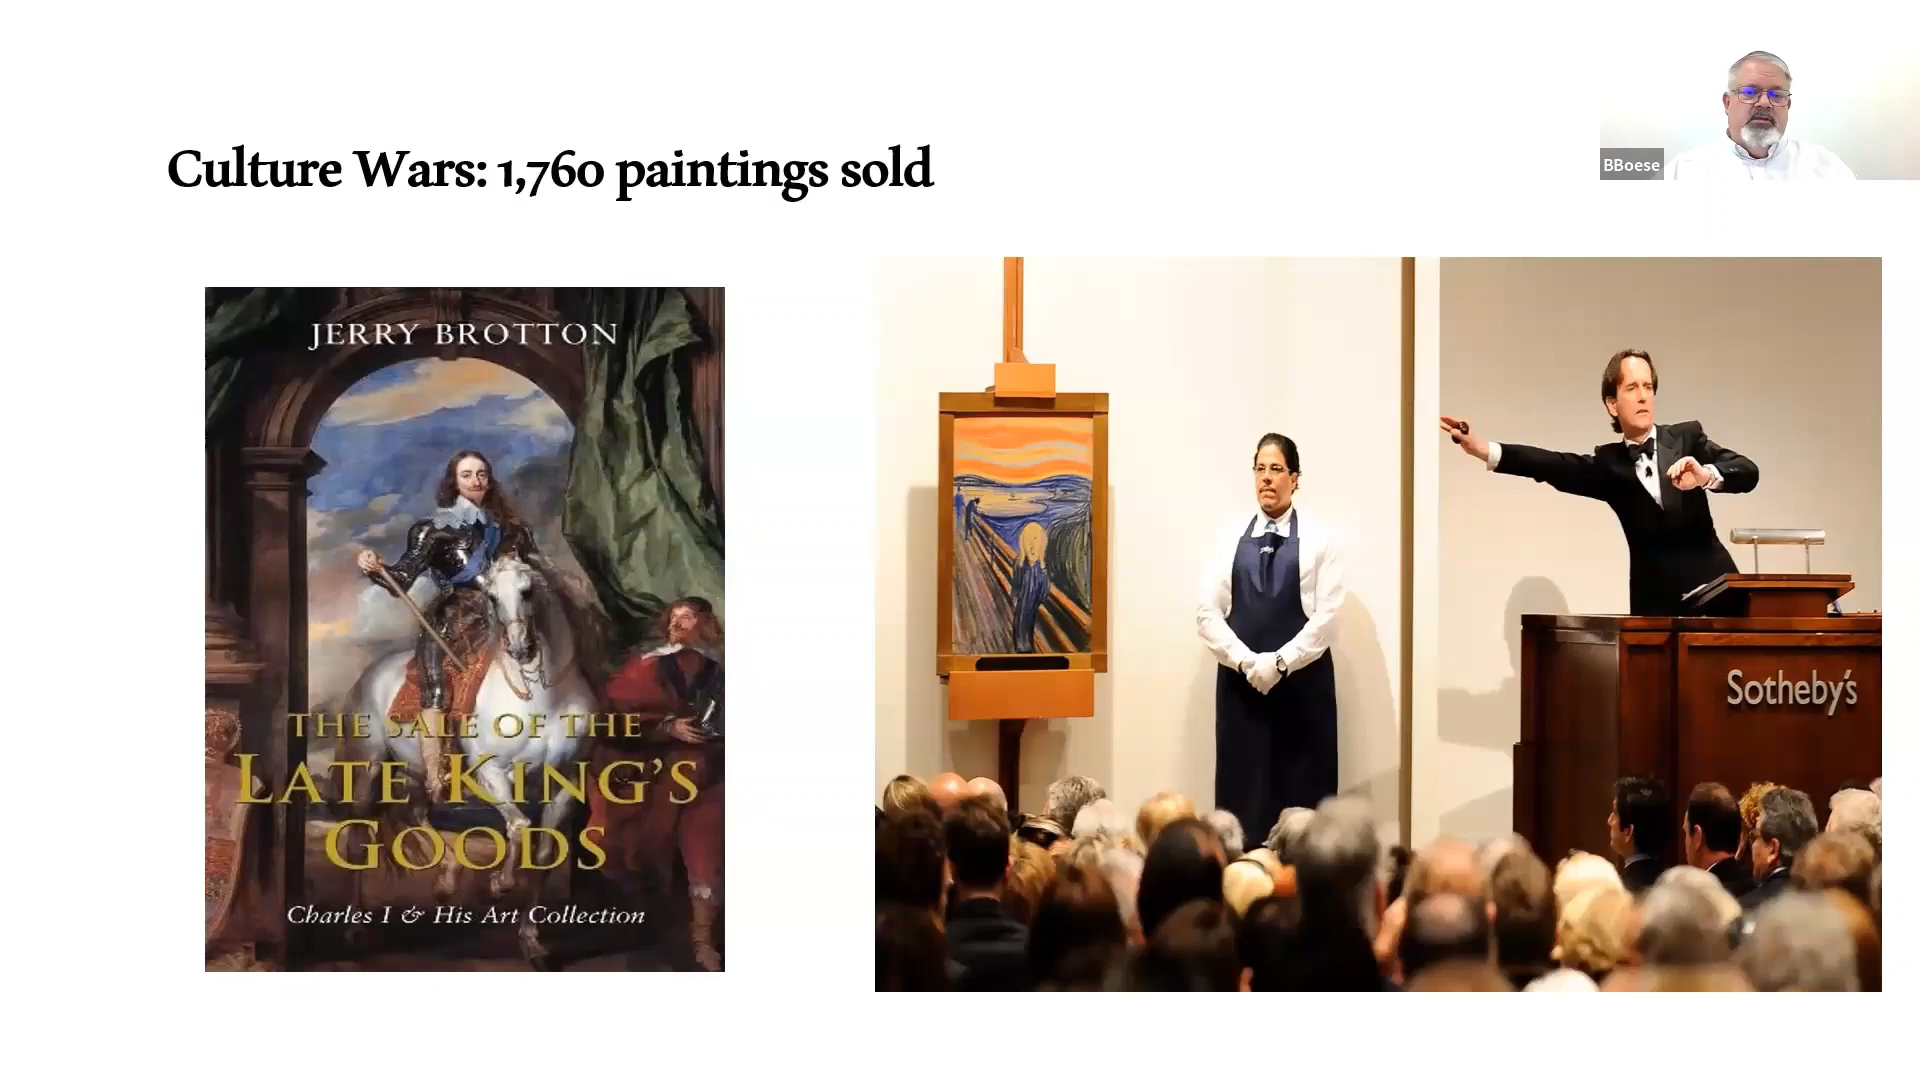 Culture Wars: 1,760 paintings sold
BBoese
JERRY BROTTON
THE SALE OF THE
LATE KING'S
GOODS
Charles I & His Art Collection
Sotheby's